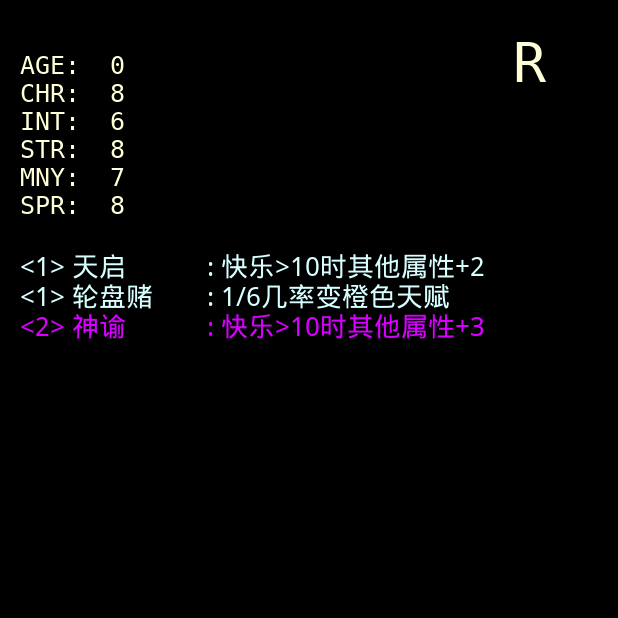 R
AGE: 0
CHR: 8
INT: 6
STR: 8
MNY: 7
SPR: 8
<1> 天启 : 快乐>10时其他属性+2
<1> 轮盘赌 : 1/6几率变橙色天赋
<2> 神谕 : 快乐>10时其他属性+3